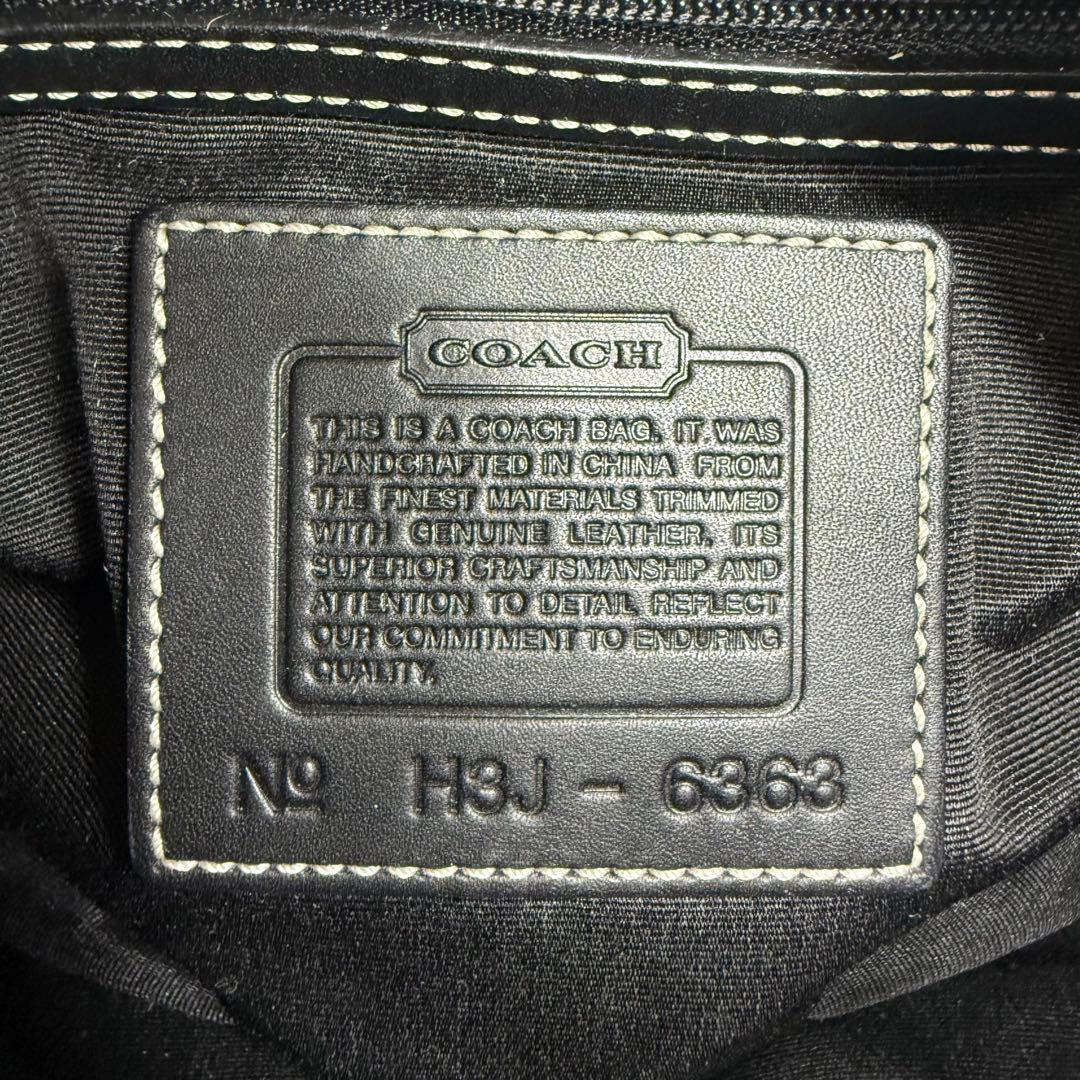 COACH
THIS IS A COACH BAG. IT WAS
HANDCRAFTED IN CHINA FROM
THE FINEST MATERIALS TRIMMED
WITH GENUINE LEATHER. ITS
SUPERIOR CRAFTSMANSHIP AND
ATTENTION TO DETAIL REFLECT
OUR COMMITMENT TO ENDURING
QUALITY.
Nº H3J - 6363